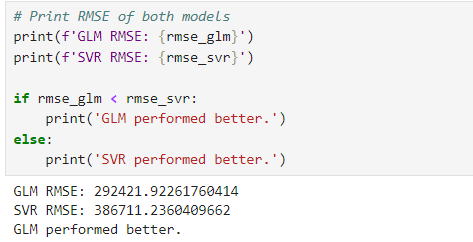 # Print RMSE of both models
print(f'GLM RMSE: {rmse_glm}')
print(f'SVR RMSE: {rmse_svr}')
if rmse_glm < rmse_svr:
    print('GLM performed better.')
else:
    print('SVR performed better.')
GLM RMSE: 292421.92261760414
SVR RMSE: 386711.2360409662
GLM performed better.